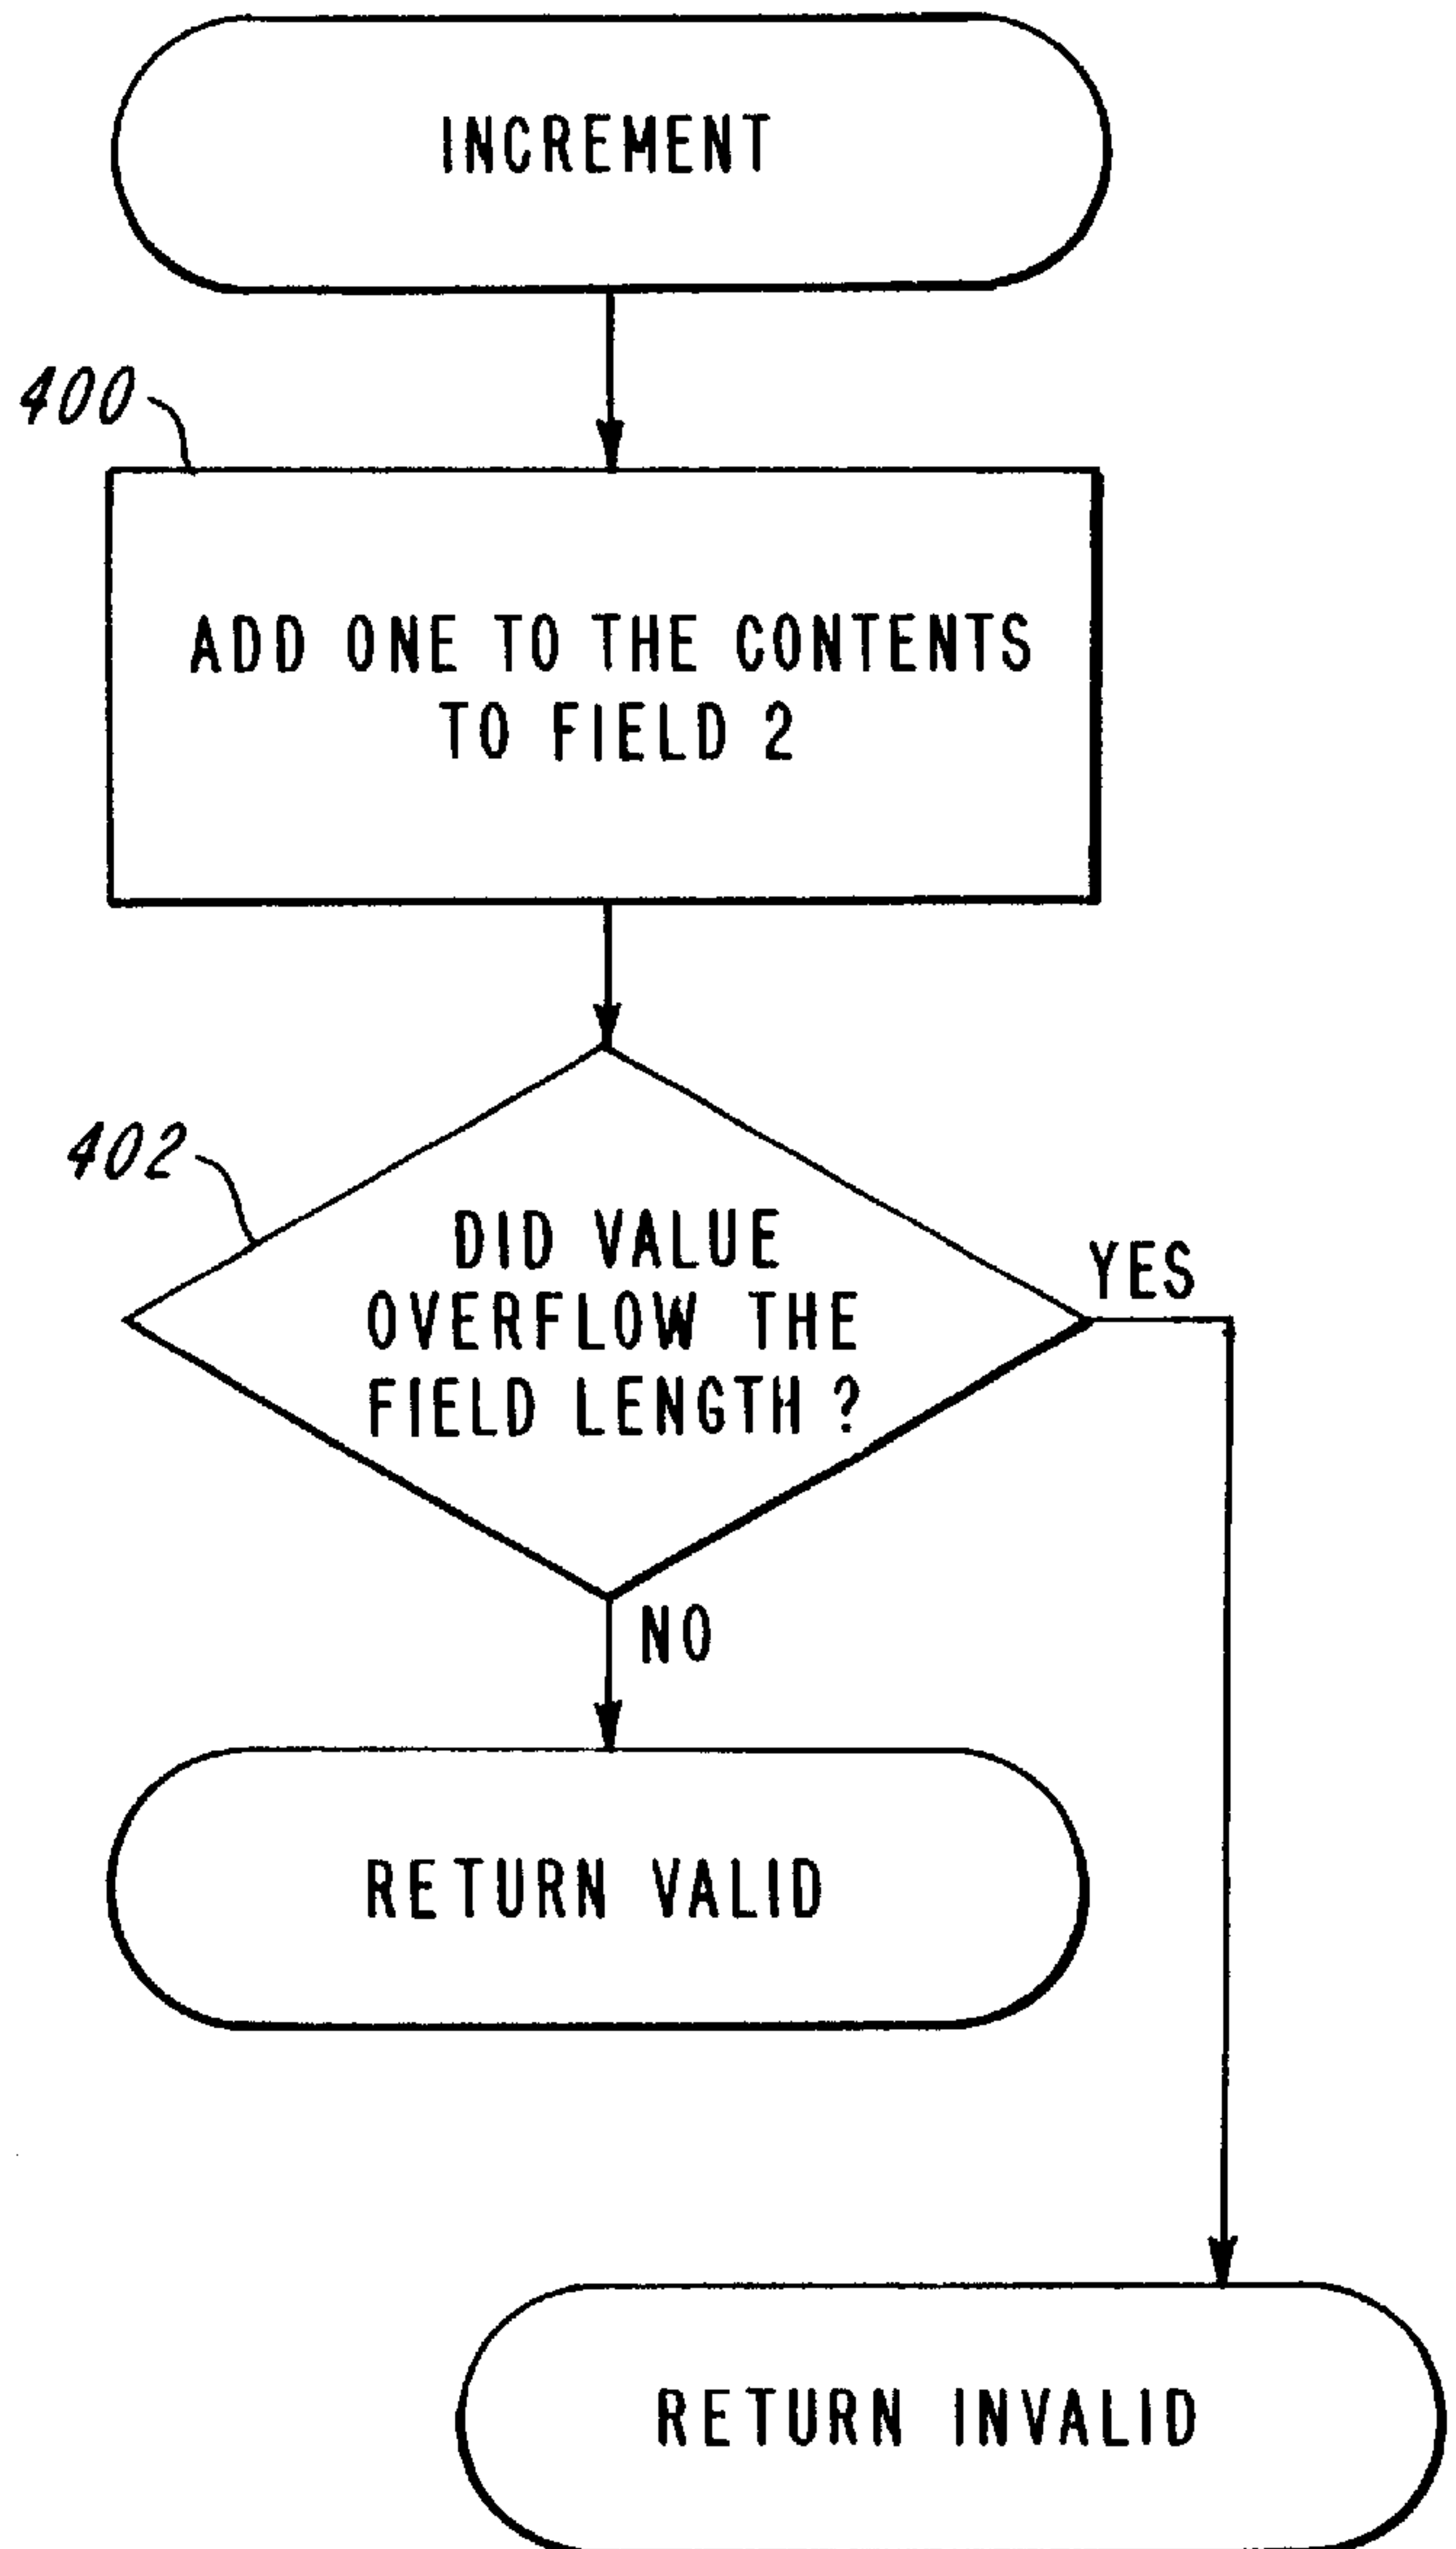 INCREMENT
400
ADD ONE TO THE CONTENTS
TO FIELD 2
402
DID VALUE
OVERFLOW THE
FIELD LENGTH ?
YES
NO
RETURN VALID
RETURN INVALID